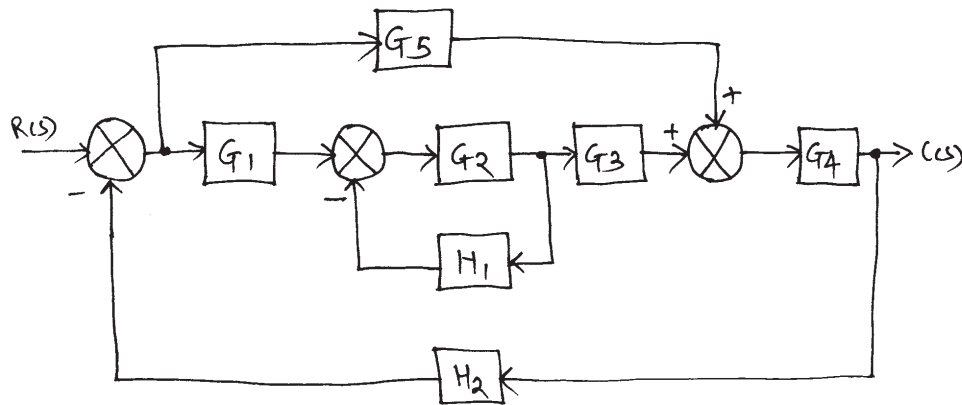 G5
+
R(S)
G1
G2
G3
+
G4
C(S)
-
-
H1
H2